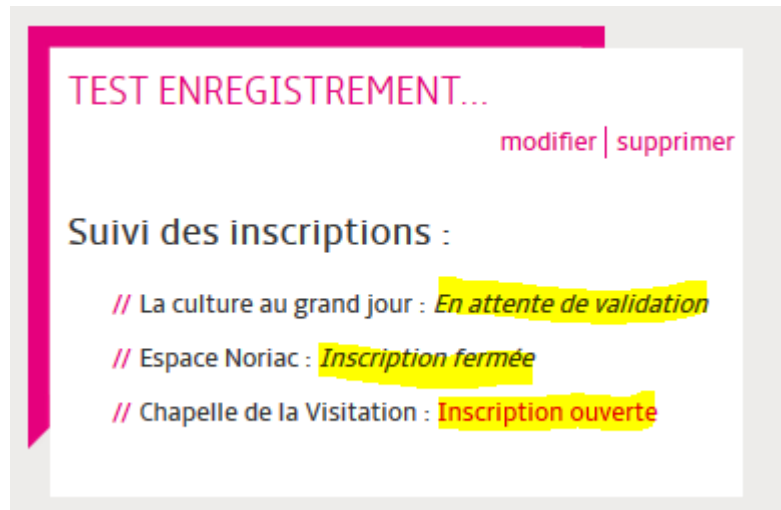 TEST ENREGISTREMENT...
modifier | supprimer
Suivi des inscriptions :
// La culture au grand jour : En attente de validation
// Espace Noriac : Inscription fermée
// Chapelle de la Visitation : Inscription ouverte